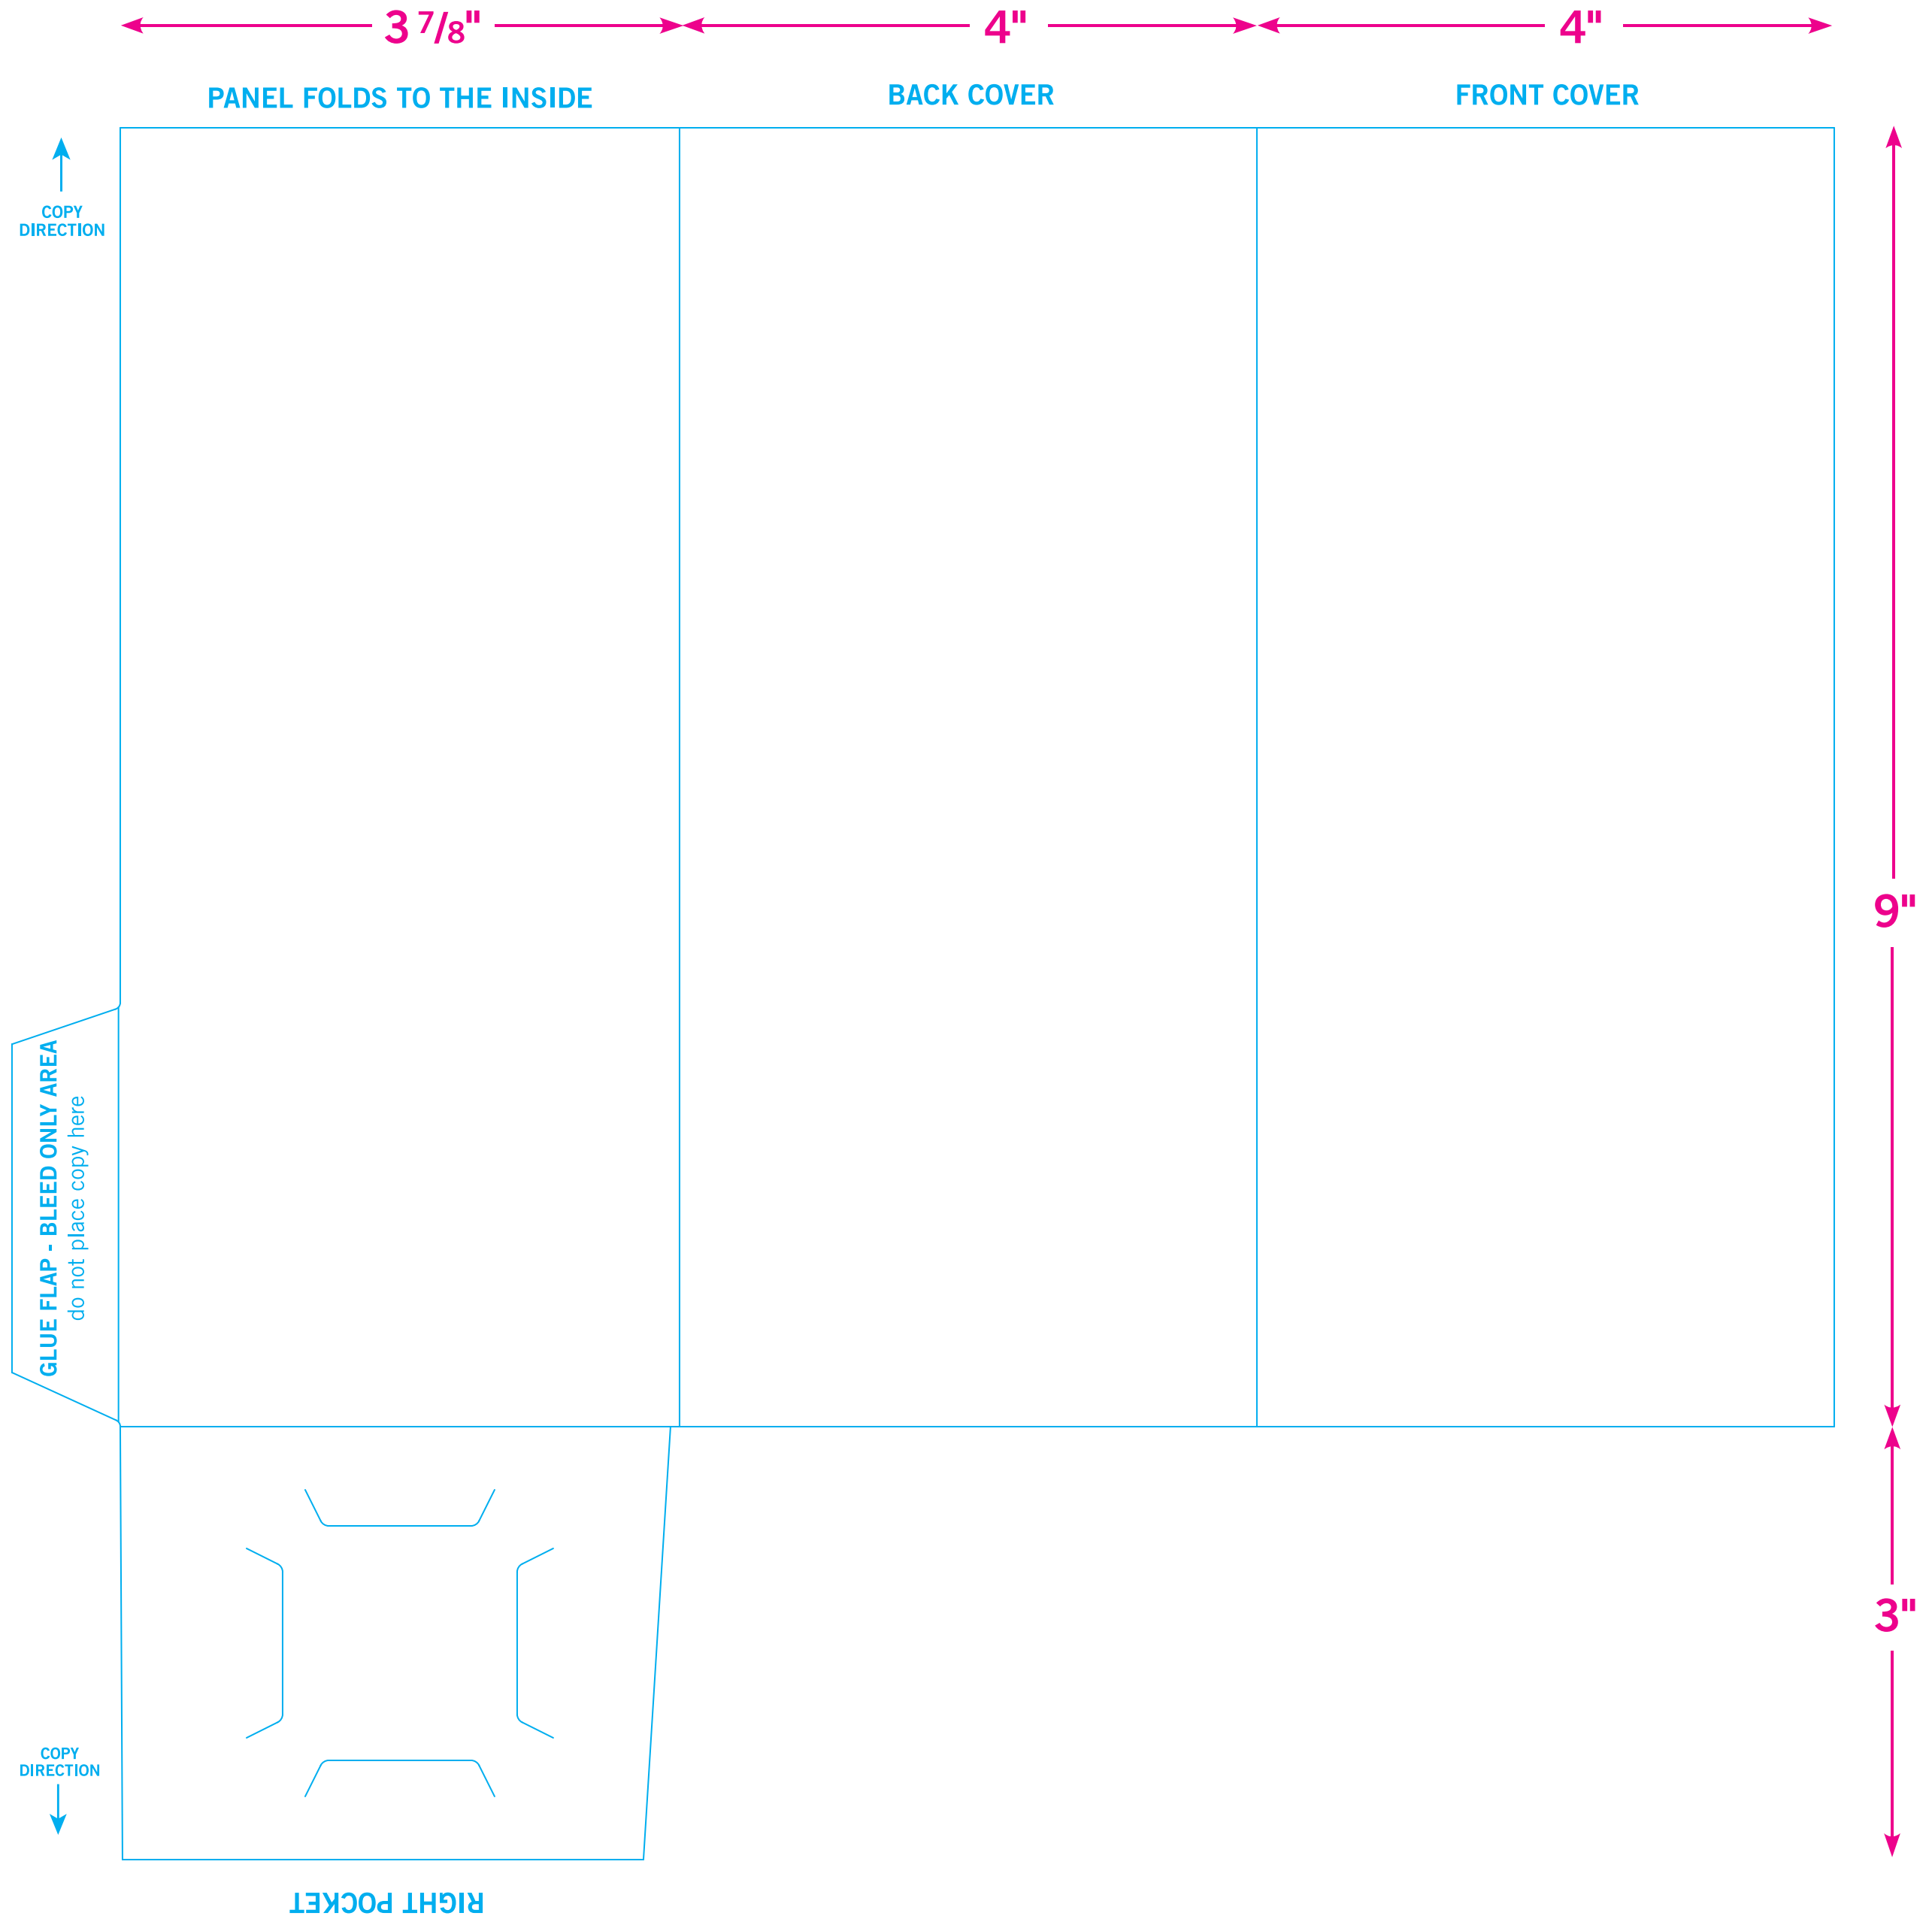 3 7/8"
4"
4"
PANEL FOLDS TO THE INSIDE
BACK COVER
FRONT COVER
COPY
DIRECTION
9"
GLUE FLAP - BLEED ONLY AREA
do not place copy here
3"
COPY
DIRECTION
RIGHT POCKET